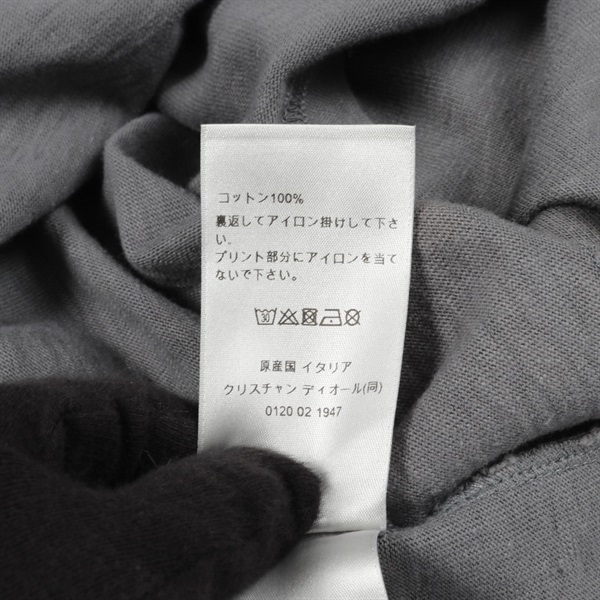 コットン100%
裏返してアイロン掛けして下さ
い.
プリント部分にアイロンを当て
ないで下さい.
30
原産国 イタリア
クリスチャン ディオール(同)
0120 02 1947